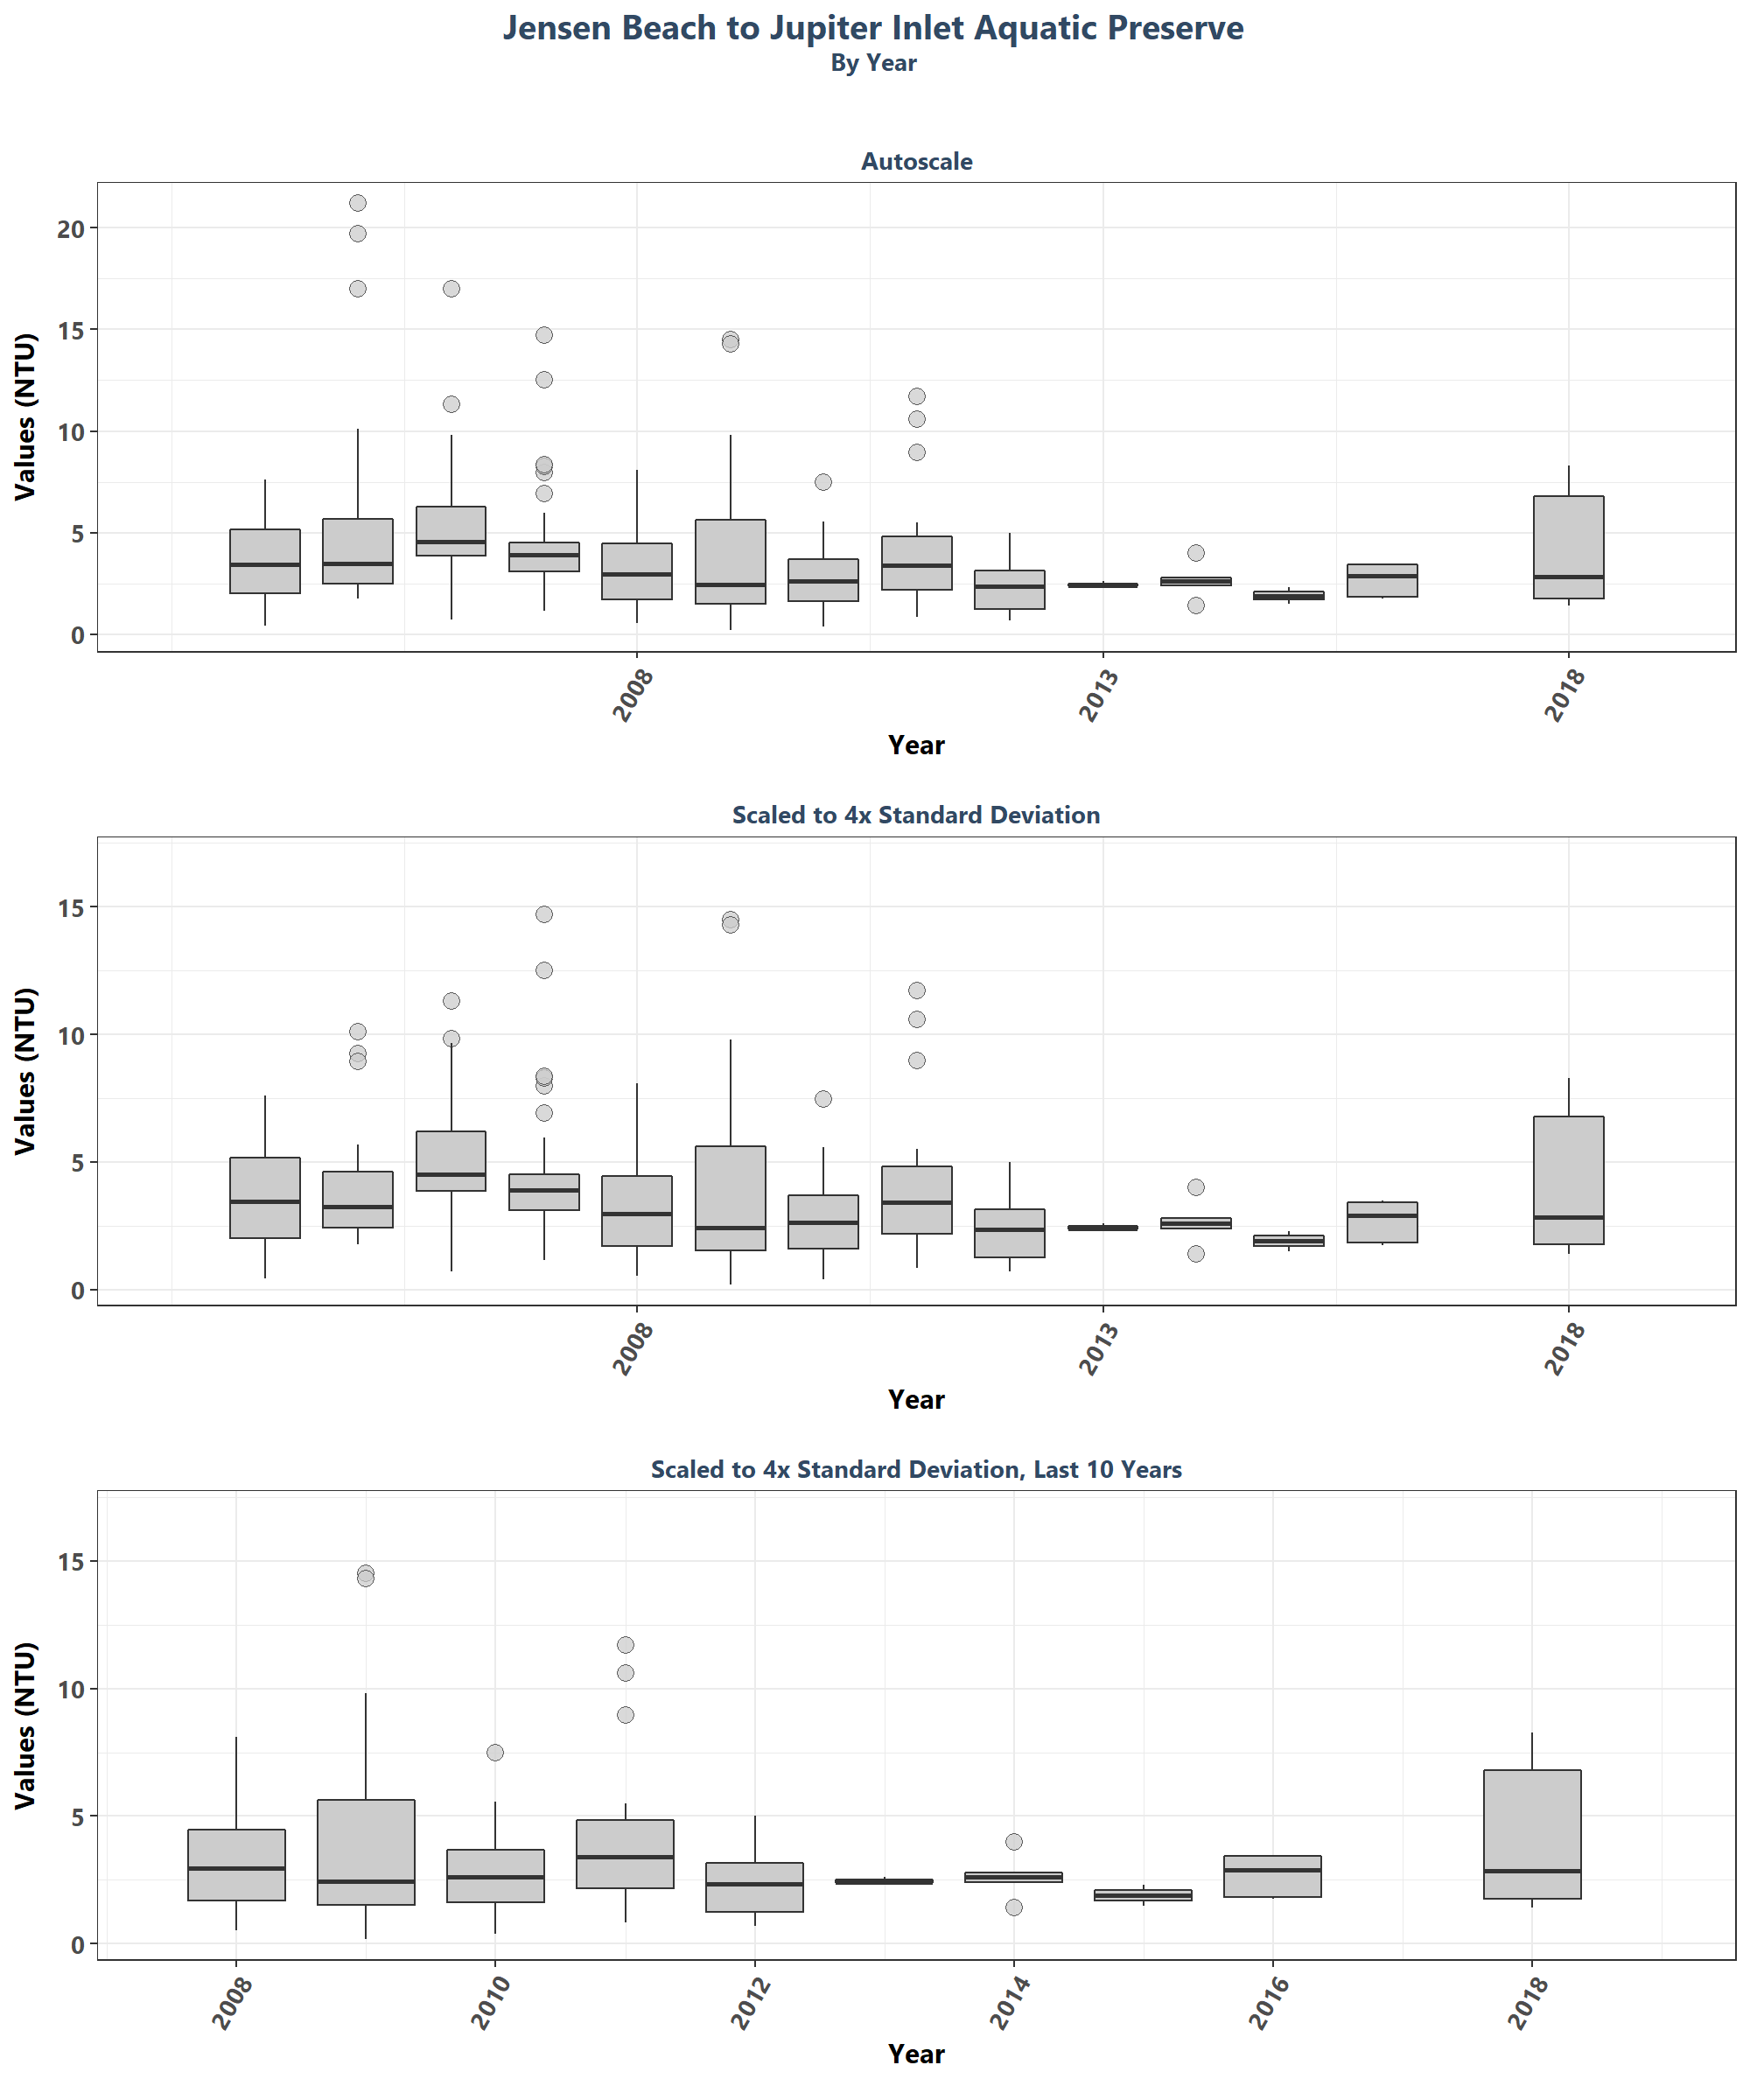 Jensen Beach to Jupiter Inlet Aquatic Preserve
By Year
Autoscale
Values (NTU)
20
15
10
5
0
2008
2013
2018
Year
Scaled to 4x Standard Deviation
Values (NTU)
15
10
5
0
2008
2013
2018
Year
Scaled to 4x Standard Deviation, Last 10 Years
Values (NTU)
15
10
5
0
2008
2010
2012
2014
2016
2018
Year